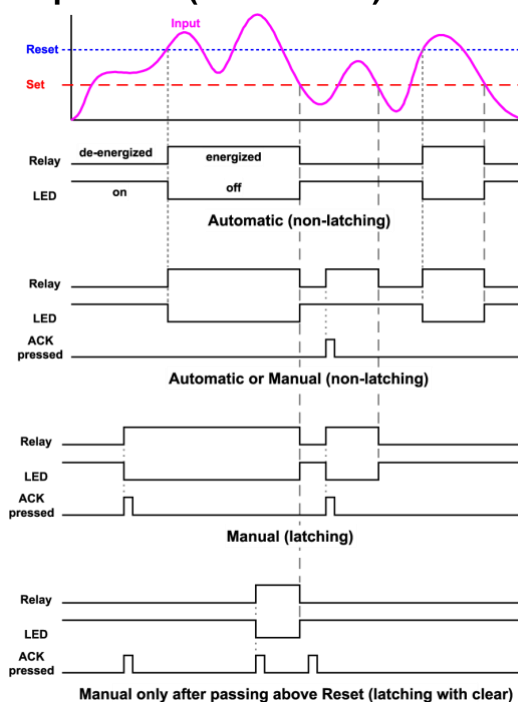 Input
Reset
Set
de-energized energized
Relay
on off
LED
Automatic (non-latching)
Relay
LED
ACK
pressed
Automatic or Manual (non-latching)
Relay
LED
ACK
pressed
Manual (latching)
Relay
LED
ACK
pressed
Manual only after passing above Reset (latching with clear)